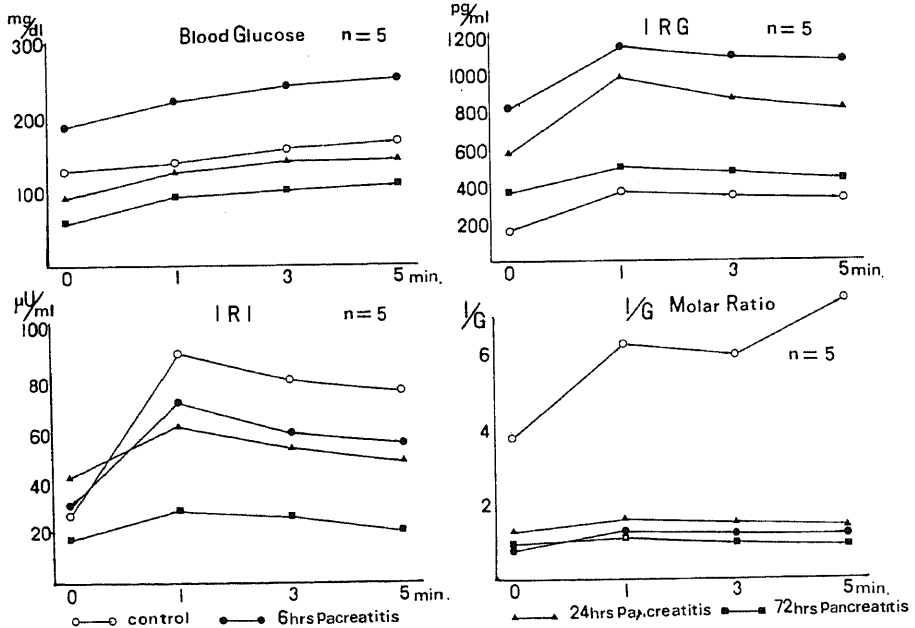 mg/dl
Blood Glucose n=5
300
200
100
0 1 3 5 min.
pg/ml
IRG n=5
1200
1000
800
600
400
200
0 1 3 5 min.
μU/ml
IRI n=5
100
80
60
40
20
0 1 3 5 min.
I/G
I/G Molar Ratio
n=5
6
4
2
0 1 3 5 min.
control 6hrs Pacreatitis 24hrs Pancreatitis 72hrs Pancreatitis